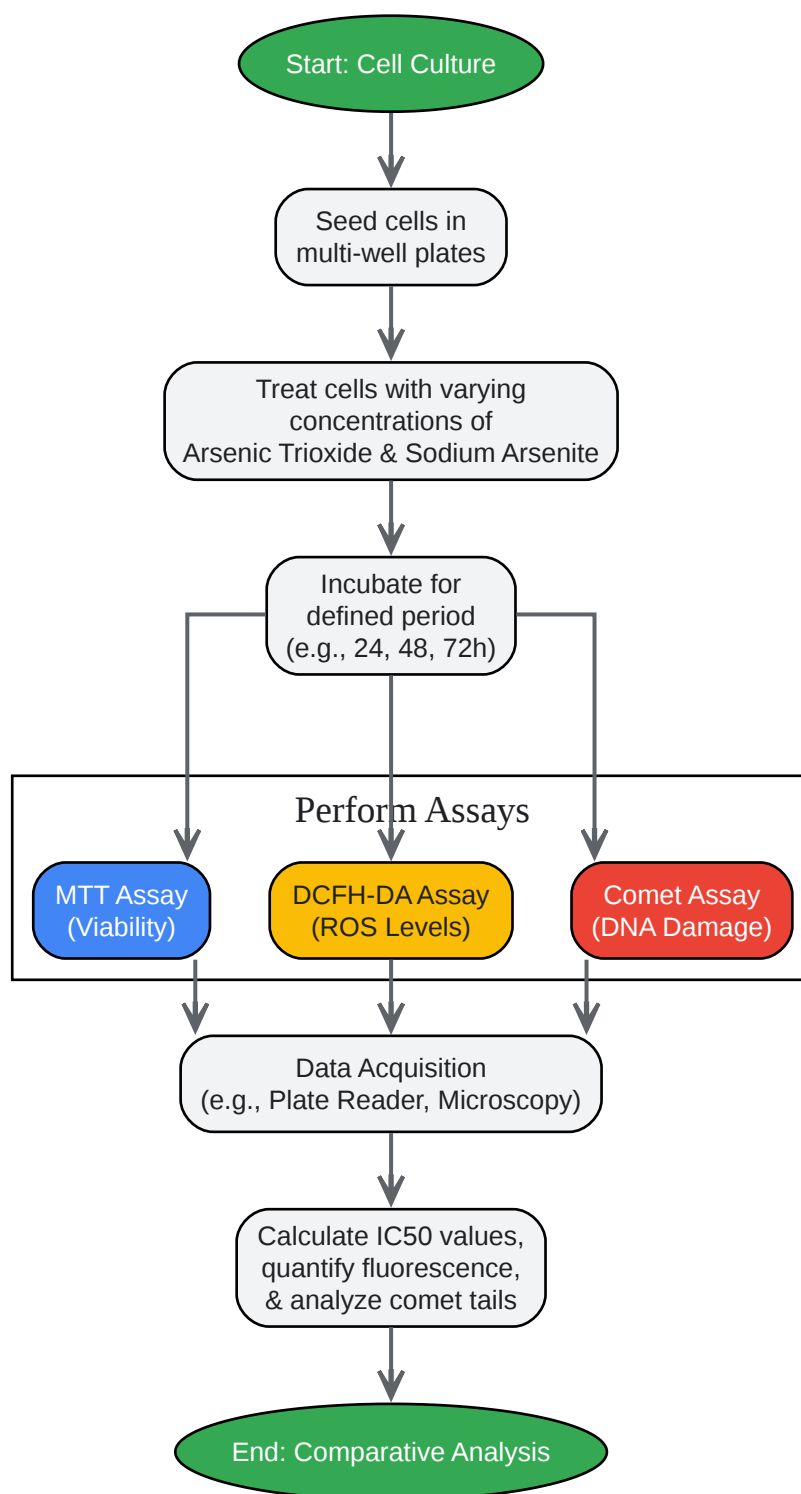 Start: Cell Culture
Seed cells in
multi-well plates
Treat cells with varying
concentrations of
Arsenic Trioxide & Sodium Arsenite
Incubate for
defined period
(e.g., 24, 48, 72h)
Perform Assays
MTT Assay
(Viability)
DCFH-DA Assay
(ROS Levels)
Comet Assay
(DNA Damage)
Data Acquisition
(e.g., Plate Reader, Microscopy)
Calculate IC50 values,
quantify fluorescence,
& analyze comet tails
End: Comparative Analysis